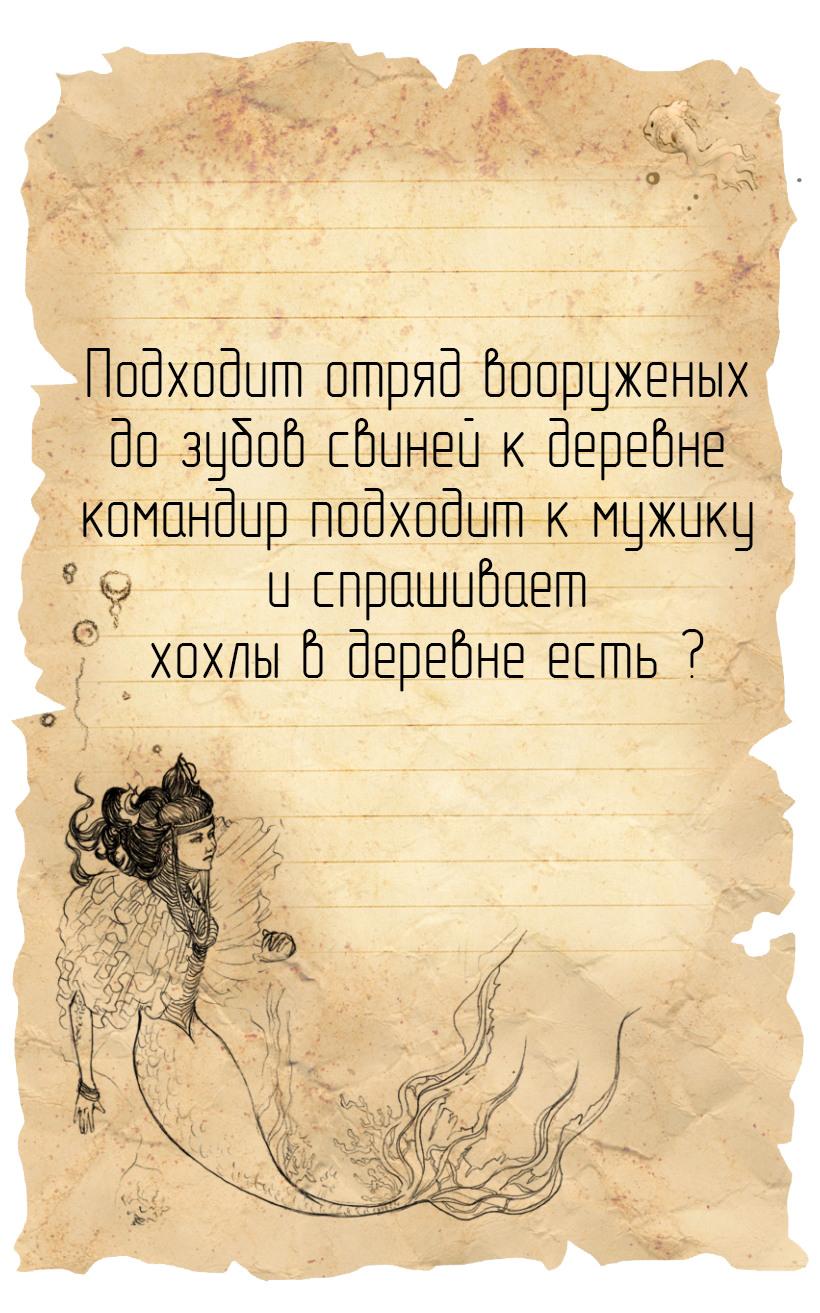 Подходит отряд вооруженых
до зубов свиней к деревне
командир подходит к мужику
и спрашивает
хохлы в деревне есть ?